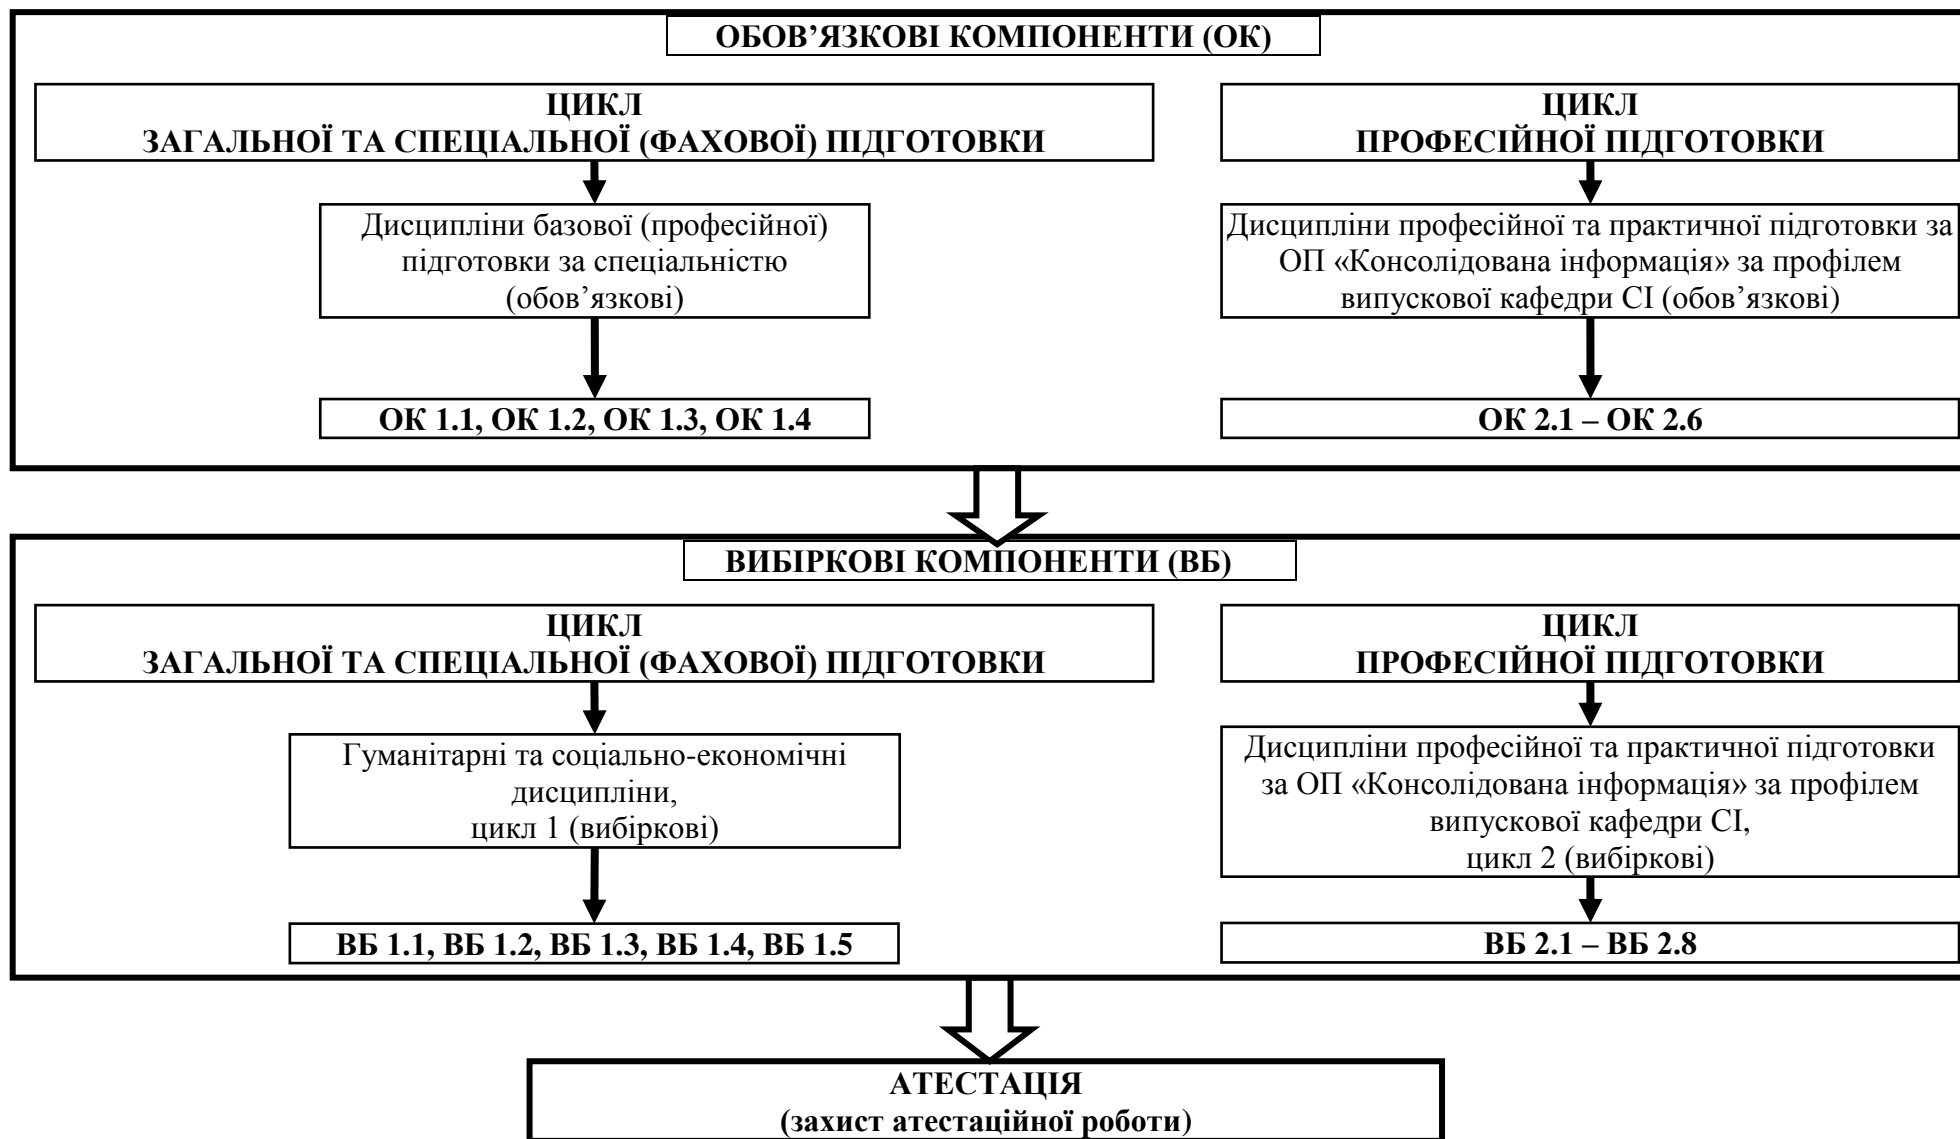 ОБОВ’ЯЗКОВІ КОМПОНЕНТИ (ОК)
ЦИКЛ
ЗАГАЛЬНОЇ ТА СПЕЦІАЛЬНОЇ (ФАХОВОЇ) ПІДГОТОВКИ
ЦИКЛ
ПРОФЕСІЙНОЇ ПІДГОТОВКИ
Дисципліни базової (професійної)
підготовки за спеціальністю
(обов’язкові)
Дисципліни професійної та практичної підготовки за
ОП «Консолідована інформація» за профілем
випускової кафедри СІ (обов’язкові)
ОК 1.1, ОК 1.2, ОК 1.3, ОК 1.4
ОК 2.1 – ОК 2.6
ВИБІРКОВІ КОМПОНЕНТИ (ВБ)
ЦИКЛ
ЗАГАЛЬНОЇ ТА СПЕЦІАЛЬНОЇ (ФАХОВОЇ) ПІДГОТОВКИ
ЦИКЛ
ПРОФЕСІЙНОЇ ПІДГОТОВКИ
Гуманітарні та соціально-економічні
дисципліни,
цикл 1 (вибіркові)
Дисципліни професійної та практичної підготовки
за ОП «Консолідована інформація» за профілем
випускової кафедри СІ,
цикл 2 (вибіркові)
ВБ 1.1, ВБ 1.2, ВБ 1.3, ВБ 1.4, ВБ 1.5
ВБ 2.1 – ВБ 2.8
АТЕСТАЦІЯ
(захист атестаційної роботи)